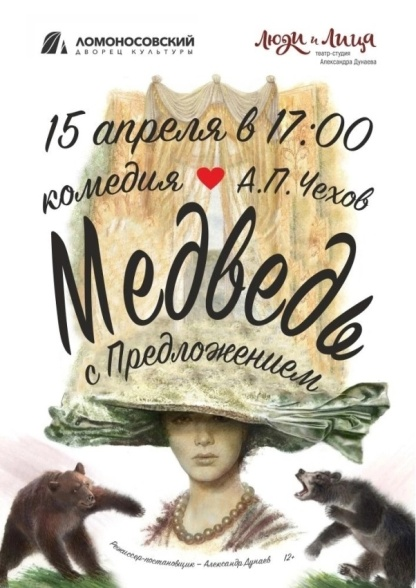 ЛОМОНОСОВСКИЙ
ДВОРЕЦ КУЛЬТУРЫ
Люди и Лица
театр-студия
Александра Дунаева
15 апреля в 17:00
комедия А.П. Чехов
Медведь
с Предложением
Режиссер-постановщик – Александр Дунаев 12+